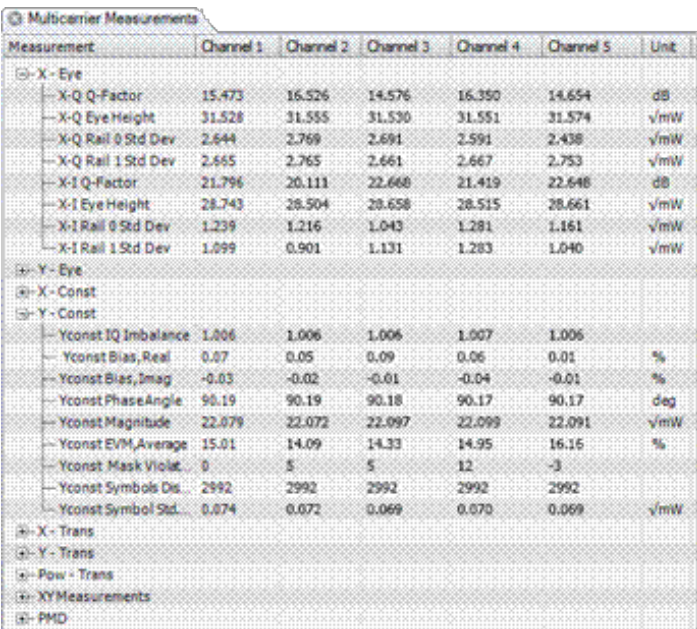 Multicarrier Measurements
Measurement Channel 1 Channel 2 Channel 3 Channel 4 Channel 5 Unit
X - Eye
X-Q Q-Factor 15.473 16.526 14.576 16.350 14.654 dB
X-Q Eye Height 31.528 31.555 31.530 31.551 31.574 √mW
X-Q Rail 0 Std Dev 2.644 2.769 2.691 2.591 2.438 √mW
X-Q Rail 1 Std Dev 2.665 2.765 2.661 2.667 2.753 √mW
X-I Q-Factor 21.796 20.111 22.668 21.419 22.648 dB
X-I Eye Height 28.743 28.504 28.658 28.515 28.661 √mW
X-I Rail 0 Std Dev 1.239 1.216 1.043 1.281 1.161 √mW
X-I Rail 1 Std Dev 1.099 0.901 1.131 1.283 1.040 √mW
Y - Eye
X - Const
Y - Const
Yconst IQ Imbalance 1.006 1.006 1.006 1.007 1.006
Yconst Bias,Real 0.07 0.05 0.09 0.06 0.01 %
Yconst Bias,Imag -0.03 -0.02 -0.01 -0.04 -0.01 %
Yconst PhaseAngle 90.19 90.19 90.18 90.17 90.17 deg
Yconst Magnitude 22.079 22.072 22.097 22.099 22.091 √mW
Yconst EVM,Average 15.01 14.09 14.33 14.95 16.16 %
Yconst Mask Violat... 0 5 5 12 -3
Yconst Symbols Dis... 2992 2992 2992 2992 2992
Yconst Symbol Std... 0.074 0.072 0.069 0.070 0.069 √mW
X - Trans
Y - Trans
Pow - Trans
XY Measurements
PMD